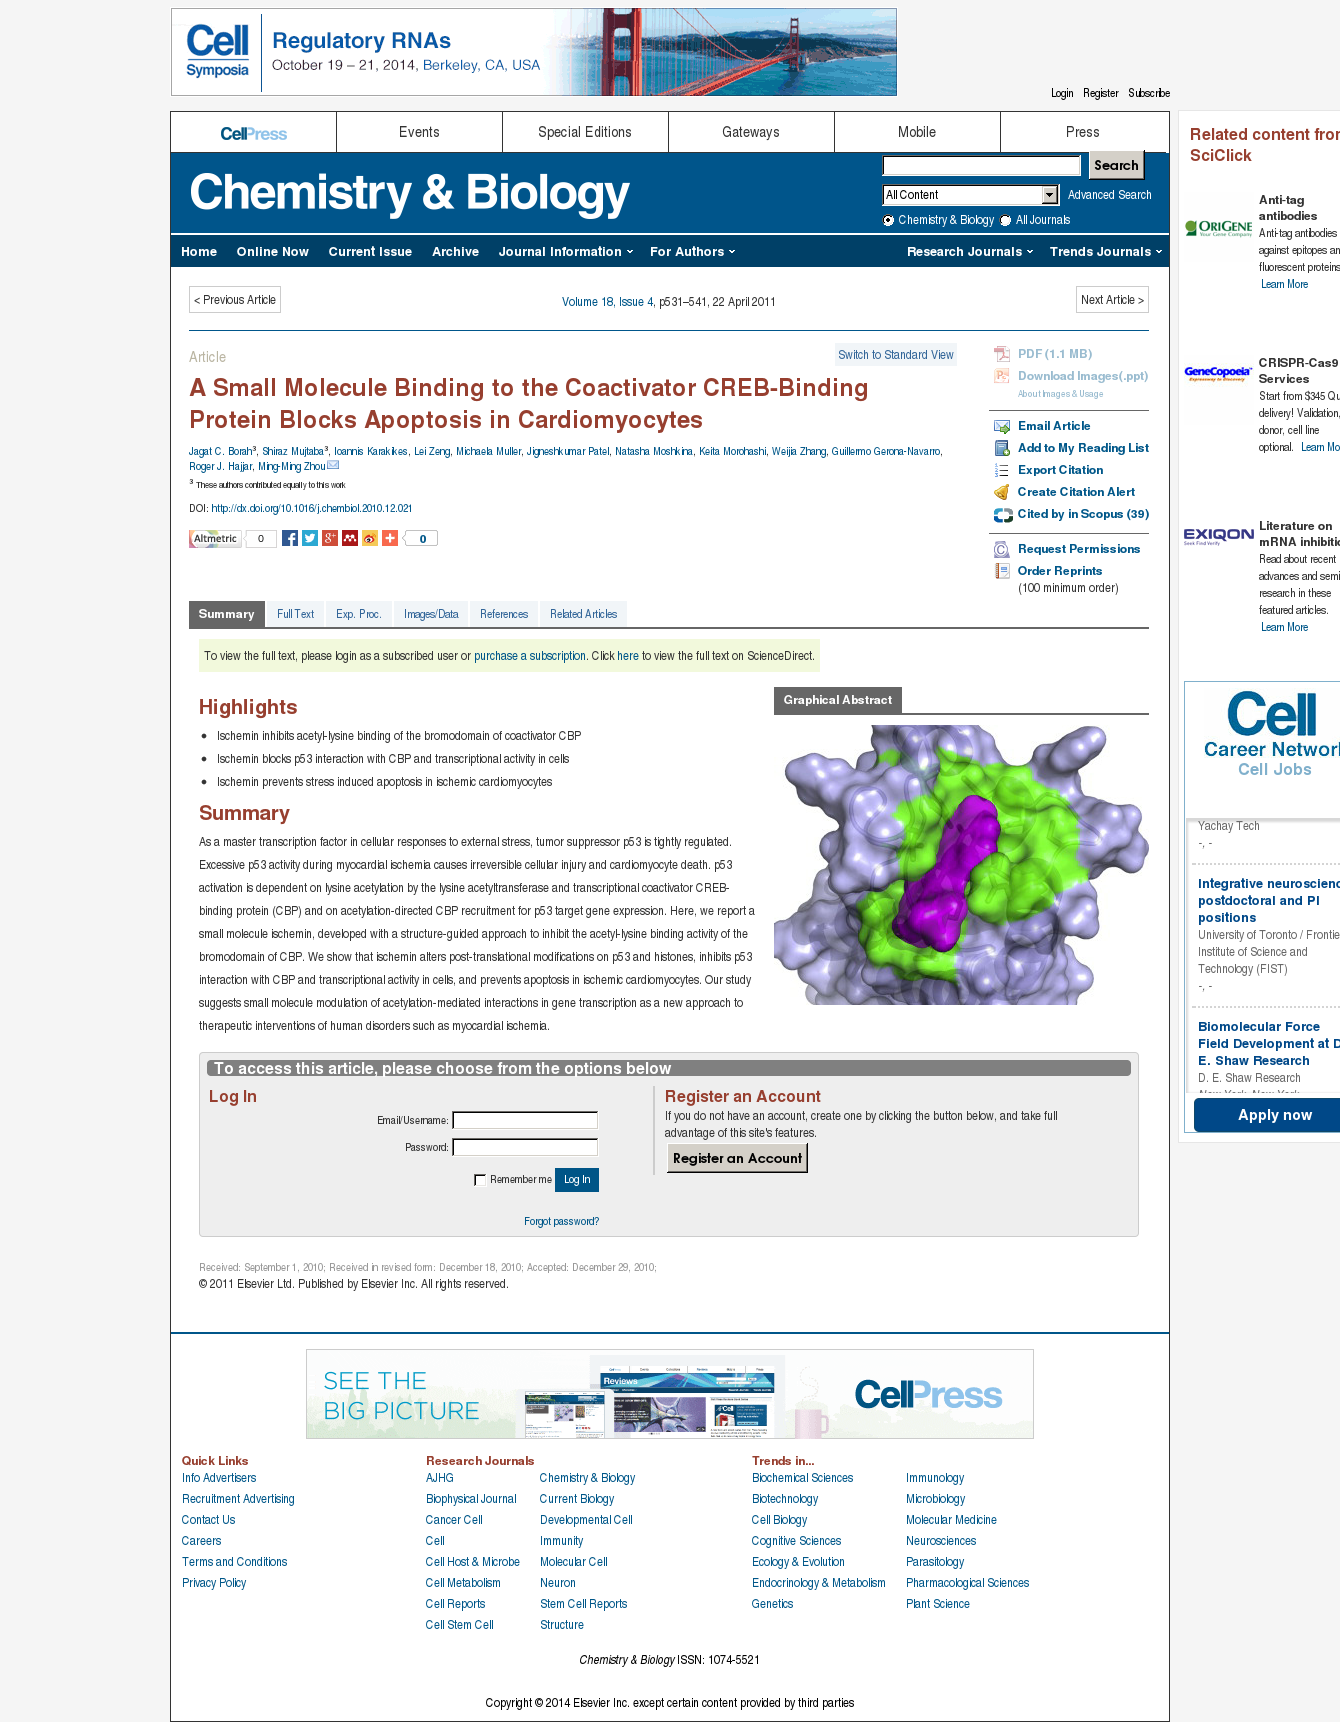 Cell
Symposia
Regulatory RNAs
October 19 – 21, 2014, Berkeley, CA, USA
Login Register Subscribe
CellPress Events Special Editions Gateways Mobile Press
Chemistry & Biology
Search
All Content Advanced Search
Chemistry & Biology All Journals
Home Online Now Current Issue Archive Journal Information For Authors Research Journals Trends Journals
< Previous Article Volume 18, Issue 4, p531–541, 22 April 2011 Next Article >
Article
Switch to Standard View
A Small Molecule Binding to the Coactivator CREB-Binding
Protein Blocks Apoptosis in Cardiomyocytes
Jagat C. Borah3, Shiraz Mujtaba3, Ioannis Karakikes, Lei Zeng, Michaela Muller, Jigneshkumar Patel, Natasha Moshkina, Keita Morohashi, Weijia Zhang, Guillermo Gerona-Navarro,
Roger J. Hajjar, Ming-Ming Zhou
3 These authors contributed equally to this work
DOI: http://dx.doi.org/10.1016/j.chembiol.2010.12.021
Altmetric 0 0
PDF (1.1 MB)
Download Images(.ppt)
About Images & Usage
Email Article
Add to My Reading List
Export Citation
Create Citation Alert
Cited by in Scopus (39)
Request Permissions
Order Reprints
(100 minimum order)
Summary Full Text Exp. Proc. Images/Data References Related Articles
To view the full text, please login as a subscribed user or purchase a subscription. Click here to view the full text on ScienceDirect.
Highlights
• Ischemin inhibits acetyl-lysine binding of the bromodomain of coactivator CBP
• Ischemin blocks p53 interaction with CBP and transcriptional activity in cells
• Ischemin prevents stress induced apoptosis in ischemic cardiomyocytes
Summary
As a master transcription factor in cellular responses to external stress, tumor suppressor p53 is tightly regulated.
Excessive p53 activity during myocardial ischemia causes irreversible cellular injury and cardiomyocyte death. p53
activation is dependent on lysine acetylation by the lysine acetyltransferase and transcriptional coactivator CREB-
binding protein (CBP) and on acetylation-directed CBP recruitment for p53 target gene expression. Here, we report a
small molecule ischemin, developed with a structure-guided approach to inhibit the acetyl-lysine binding activity of the
bromodomain of CBP. We show that ischemin alters post-translational modifications on p53 and histones, inhibits p53
interaction with CBP and transcriptional activity in cells, and prevents apoptosis in ischemic cardiomyocytes. Our study
suggests small molecule modulation of acetylation-mediated interactions in gene transcription as a new approach to
therapeutic interventions of human disorders such as myocardial ischemia.
Graphical Abstract
To access this article, please choose from the options below
Log In
Email/Username:
Password:
Remember me Log In
Forgot password?
Register an Account
If you do not have an account, create one by clicking the button below, and take full
advantage of this site's features.
Register an Account
Received: September 1, 2010; Received in revised form: December 18, 2010; Accepted: December 29, 2010;
© 2011 Elsevier Ltd. Published by Elsevier Inc. All rights reserved.
Related content from
SciClick
ORIGENE
Your Gene Company
Anti-tag
antibodies
Anti-tag antibodies
against epitopes an
fluorescent proteins
Learn More
GeneCopoeia
Expressway to Discovery
CRISPR-Cas9
Services
Start from $345 Qu
delivery! Validation,
donor, cell line
optional. Learn Mo
EXIQON
Seek Find Verify
Literature on
mRNA inhibitio
Read about recent
advances and semi
research in these
featured articles.
Learn More
Cell
Career Network
Cell Jobs
Yachay Tech
-, -
Integrative neuroscienc
postdoctoral and PI
positions
University of Toronto / Frontie
Institute of Science and
Technology (FIST)
-, -
Biomolecular Force
Field Development at D
E. Shaw Research
D. E. Shaw Research
New York, New York
Apply now
SEE THE
BIG PICTURE
Reviews
Cell
CellPress
Quick Links
Info Advertisers
Recruitment Advertising
Contact Us
Careers
Terms and Conditions
Privacy Policy
Research Journals
AJHG Chemistry & Biology
Biophysical Journal Current Biology
Cancer Cell Developmental Cell
Cell Immunity
Cell Host & Microbe Molecular Cell
Cell Metabolism Neuron
Cell Reports Stem Cell Reports
Cell Stem Cell Structure
Trends in...
Biochemical Sciences Immunology
Biotechnology Microbiology
Cell Biology Molecular Medicine
Cognitive Sciences Neurosciences
Ecology & Evolution Parasitology
Endocrinology & Metabolism Pharmacological Sciences
Genetics Plant Science
Chemistry & Biology ISSN: 1074-5521
Copyright © 2014 Elsevier Inc. except certain content provided by third parties